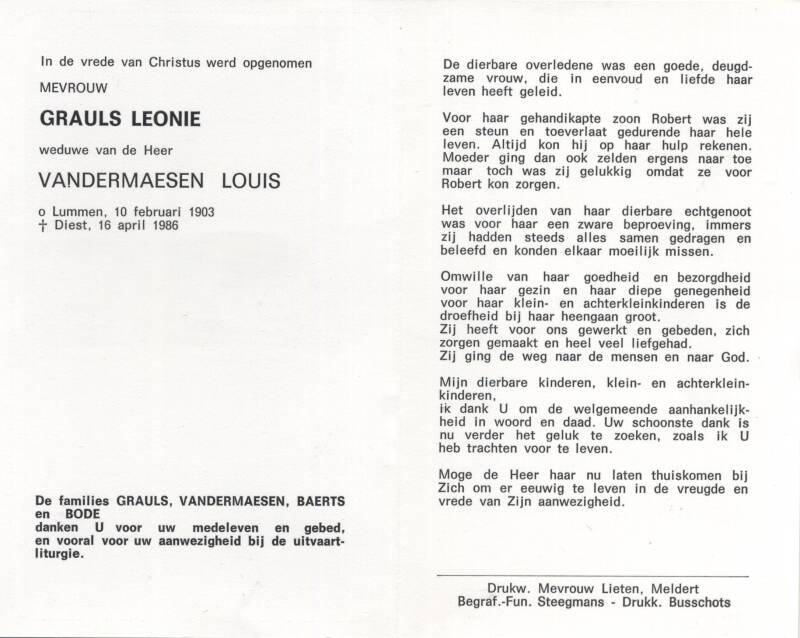 In de vrede van Christus werd opgenomen
MEVROUW
GRAULS LEONIE
weduwe van de Heer
VANDERMAESEN LOUIS
o Lummen, 10 februari 1903
† Diest, 16 april 1986
De families GRAULS, VANDERMAESEN, BAERTS
en BODE
danken U voor uw medeleven en gebed,
en vooral voor uw aanwezigheid bij de uitvaart-
liturgie.
De dierbare overledene was een goede, deugd-
zame vrouw, die in eenvoud en liefde haar
leven heeft geleid.
Voor haar gehandikapte zoon Robert was zij
een steun en toeverlaat gedurende haar hele
leven. Altijd kon hij op haar hulp rekenen.
Moeder ging dan ook zelden ergens naar toe
maar toch was zij gelukkig omdat ze voor
Robert kon zorgen.
Het overlijden van haar dierbare echtgenoot
was voor haar een zware beproeving, immers
zij hadden steeds alles samen gedragen en
beleefd en konden elkaar moeilijk missen.
Omwille van haar goedheid en bezorgdheid
voor haar gezin en haar diepe genegenheid
voor haar klein- en achterkleinkinderen is de
droefheid bij haar heengaan groot.
Zij heeft voor ons gewerkt en gebeden, zich
zorgen gemaakt en heel veel liefgehad.
Zij ging de weg naar de mensen en naar God.
Mijn dierbare kinderen, klein- en achterklein-
kinderen,
ik dank U om de welgemeende aanhankelijk-
heid in woord en daad. Uw schoonste dank is
nu verder het geluk te zoeken, zoals ik U
heb trachten voor te leven.
Moge de Heer haar nu laten thuiskomen bij
Zich om er eeuwig te leven in de vreugde en
vrede van Zijn aanwezigheid.
Drukw. Mevrouw Lieten, Meldert
Begraf.-Fun. Steegmans - Drukk. Busschots